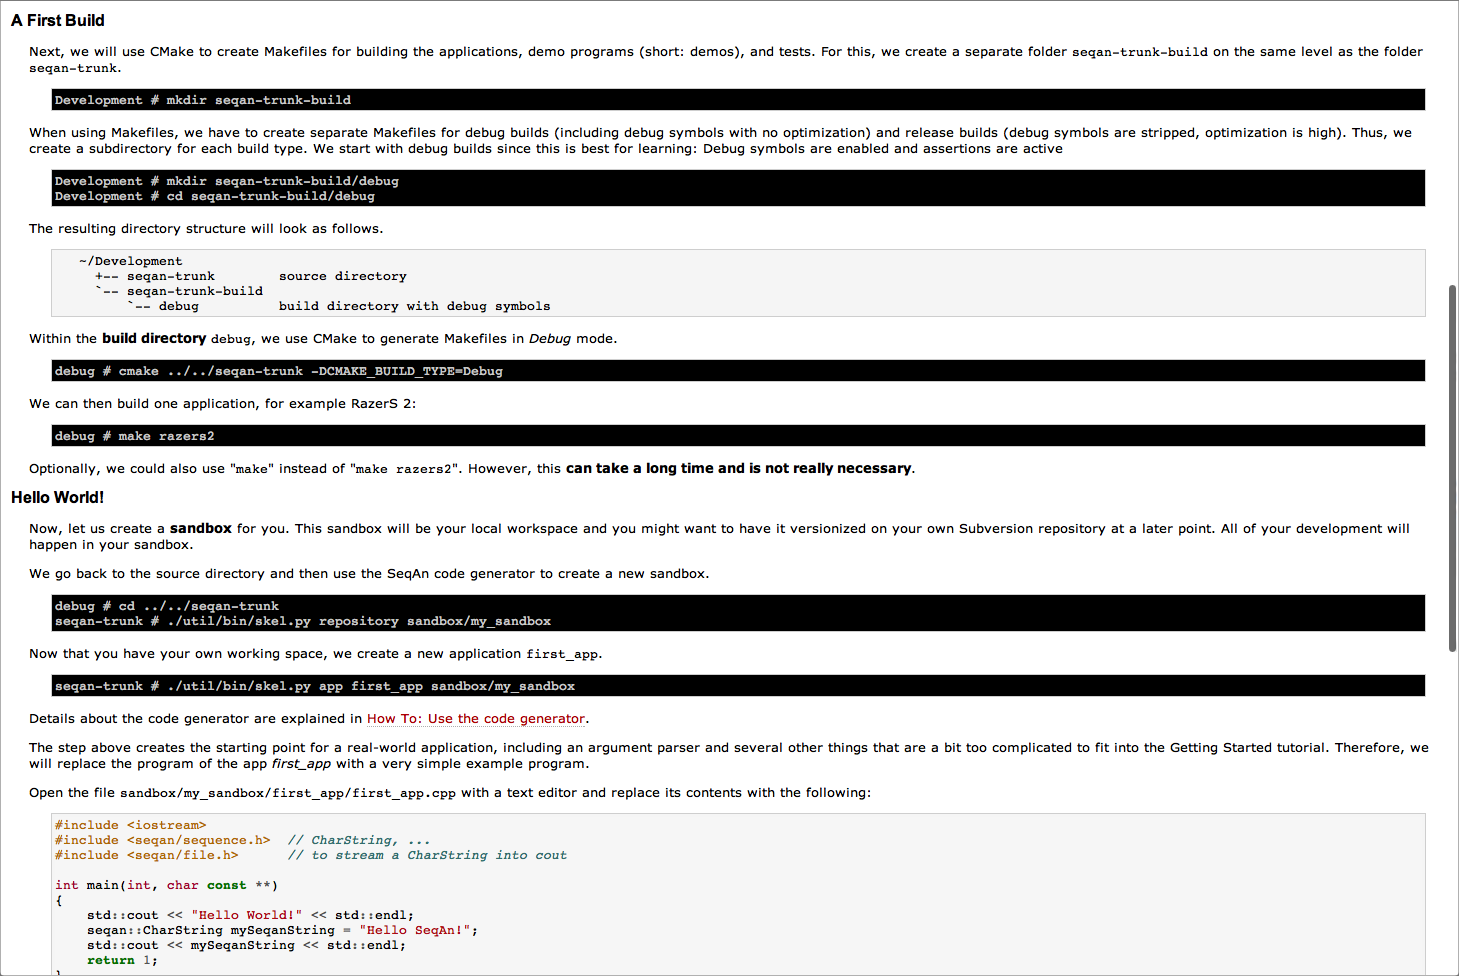 A First Build
Next, we will use CMake to create Makefiles for building the applications, demo programs (short: demos), and tests. For this, we create a separate folder seqan-trunk-build on the same level as the folder
seqan-trunk.
Development # mkdir seqan-trunk-build
When using Makefiles, we have to create separate Makefiles for debug builds (including debug symbols with no optimization) and release builds (debug symbols are stripped, optimization is high). Thus, we
create a subdirectory for each build type. We start with debug builds since this is best for learning: Debug symbols are enabled and assertions are active
Development # mkdir seqan-trunk-build/debug
Development # cd seqan-trunk-build/debug
The resulting directory structure will look as follows.
~/Development
+-- seqan-trunk        source directory
`-- seqan-trunk-build
`-- debug          build directory with debug symbols
Within the build directory debug, we use CMake to generate Makefiles in Debug mode.
debug # cmake ../../seqan-trunk -DCMAKE_BUILD_TYPE=Debug
We can then build one application, for example RazerS 2:
debug # make razers2
Optionally, we could also use "make" instead of "make razers2". However, this can take a long time and is not really necessary.
Hello World!
Now, let us create a sandbox for you. This sandbox will be your local workspace and you might want to have it versionized on your own Subversion repository at a later point. All of your development will
happen in your sandbox.
We go back to the source directory and then use the SeqAn code generator to create a new sandbox.
debug # cd ../../seqan-trunk
seqan-trunk # ./util/bin/skel.py repository sandbox/my_sandbox
Now that you have your own working space, we create a new application first_app.
seqan-trunk # ./util/bin/skel.py app first_app sandbox/my_sandbox
Details about the code generator are explained in How To: Use the code generator.
The step above creates the starting point for a real-world application, including an argument parser and several other things that are a bit too complicated to fit into the Getting Started tutorial. Therefore, we
will replace the program of the app first_app with a very simple example program.
Open the file sandbox/my_sandbox/first_app/first_app.cpp with a text editor and replace its contents with the following:
#include <iostream>
#include <seqan/sequence.h>  // CharString, ...
#include <seqan/file.h>      // to stream a CharString into cout
int main(int, char const **)
{
std::cout << "Hello World!" << std::endl;
seqan::CharString mySeqanString = "Hello SeqAn!";
std::cout << mySeqanString << std::endl;
return 1;
}